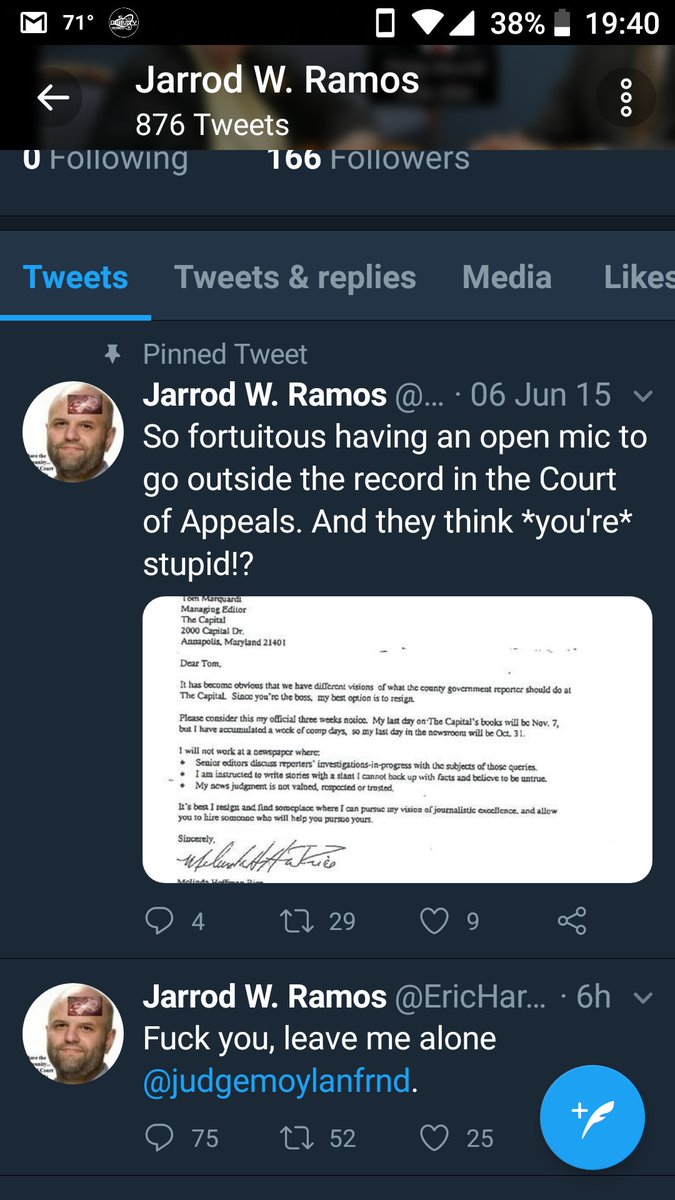 71°
38%
19:40
Jarrod W. Ramos
876 Tweets
0 Following 166 Followers
Tweets Tweets & replies Media Likes
Pinned Tweet
Jarrod W. Ramos @... · 06 Jun 15
So fortuitous having an open mic to
go outside the record in the Court
of Appeals. And they think *you're*
stupid!?
Tom Marquardt
Managing Editor
The Capital
2000 Capital Dr.
Annapolis, Maryland 21401
Dear Tom,
It has become obvious that we have different visions of what the county government reporter should do at
The Capital. Since you're the boss, my best option is to resign.
Please consider this my official three weeks notice. My last day on The Capital's books will be Nov. 7,
but I have accumulated a week of comp days, so my last day in the newsroom will be Oct. 31.
I will not work at a newspaper where:
• Senior editors discuss reporters' investigations-in-progress with the subjects of those queries.
• I am instructed to write stories with a slant I cannot back up with facts and believe to be untrue.
• My news judgment is not valued, respected or trusted.
It's best I resign and find someplace where I can pursue my vision of journalistic excellence, and allow
you to hire someone who will help you pursue yours.
Sincerely,
4 29 9
Jarrod W. Ramos @EricHar... · 6h
Fuck you, leave me alone
@judgemoylanfrnd.
75 52 25